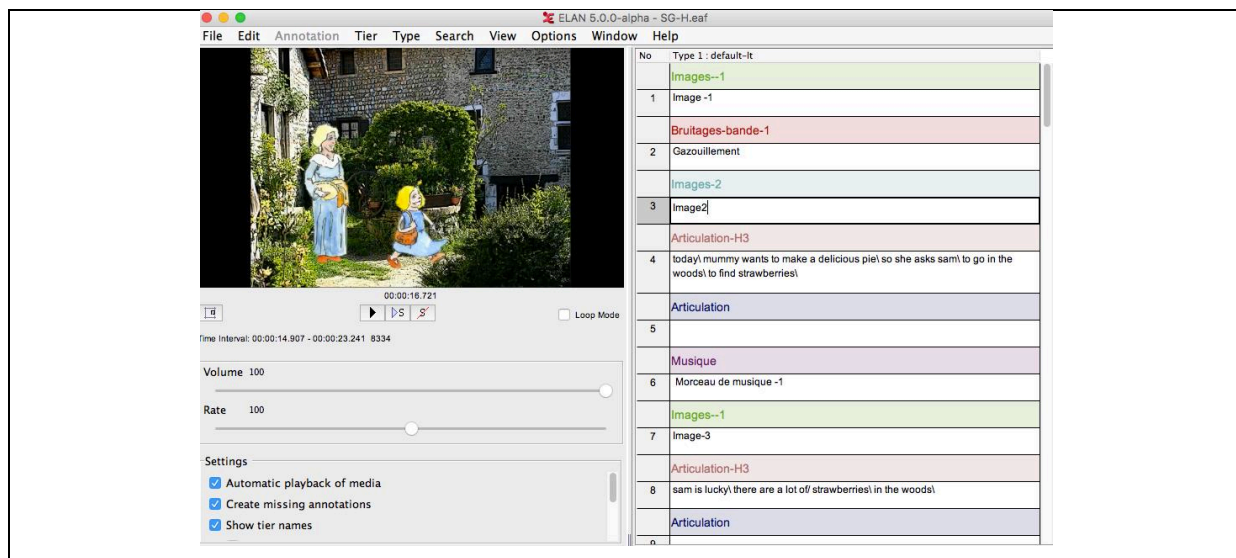 ELAN 5.0.0-alpha - SG-H.eaf
File Edit Annotation Tier Type Search View Options Window Help
00:00:16.721
S S
Loop Mode
Time Interval: 00:00:14.907 - 00:00:23.241 8334
Volume 100
Rate 100
Settings
Automatic playback of media
Create missing annotations
Show tier names
No Type 1 : default-lt
Images--1
1 Image -1
Bruitages-bande-1
2 Gazouillement
Images-2
3 Image2
Articulation-H3
4 today\ mummy wants to make a delicious pie\ so she asks sam\ to go in the
woods\ to find strawberries\
Articulation
5
Musique
6 Morceau de musique -1
Images--1
7 Image-3
Articulation-H3
8 sam is lucky\ there are a lot of/ strawberries\ in the woods\
Articulation
9